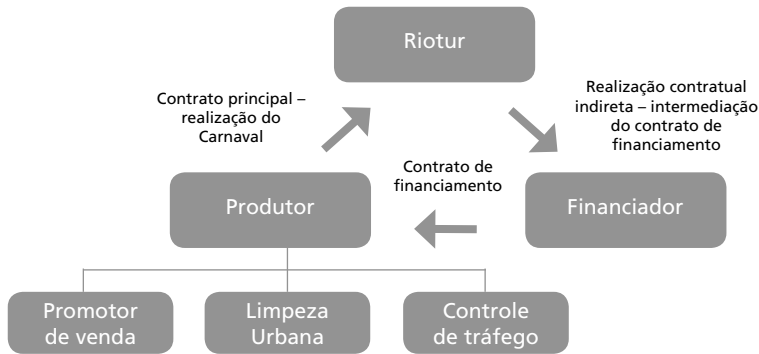 Riotur
Contrato principal –
realização do
Carnaval
Realização contratual
indireta – intermediação
do contrato de
financiamento
Contrato de
financiamento
Produtor
Financiador
Promotor
de venda
Limpeza
Urbana
Controle
de tráfego